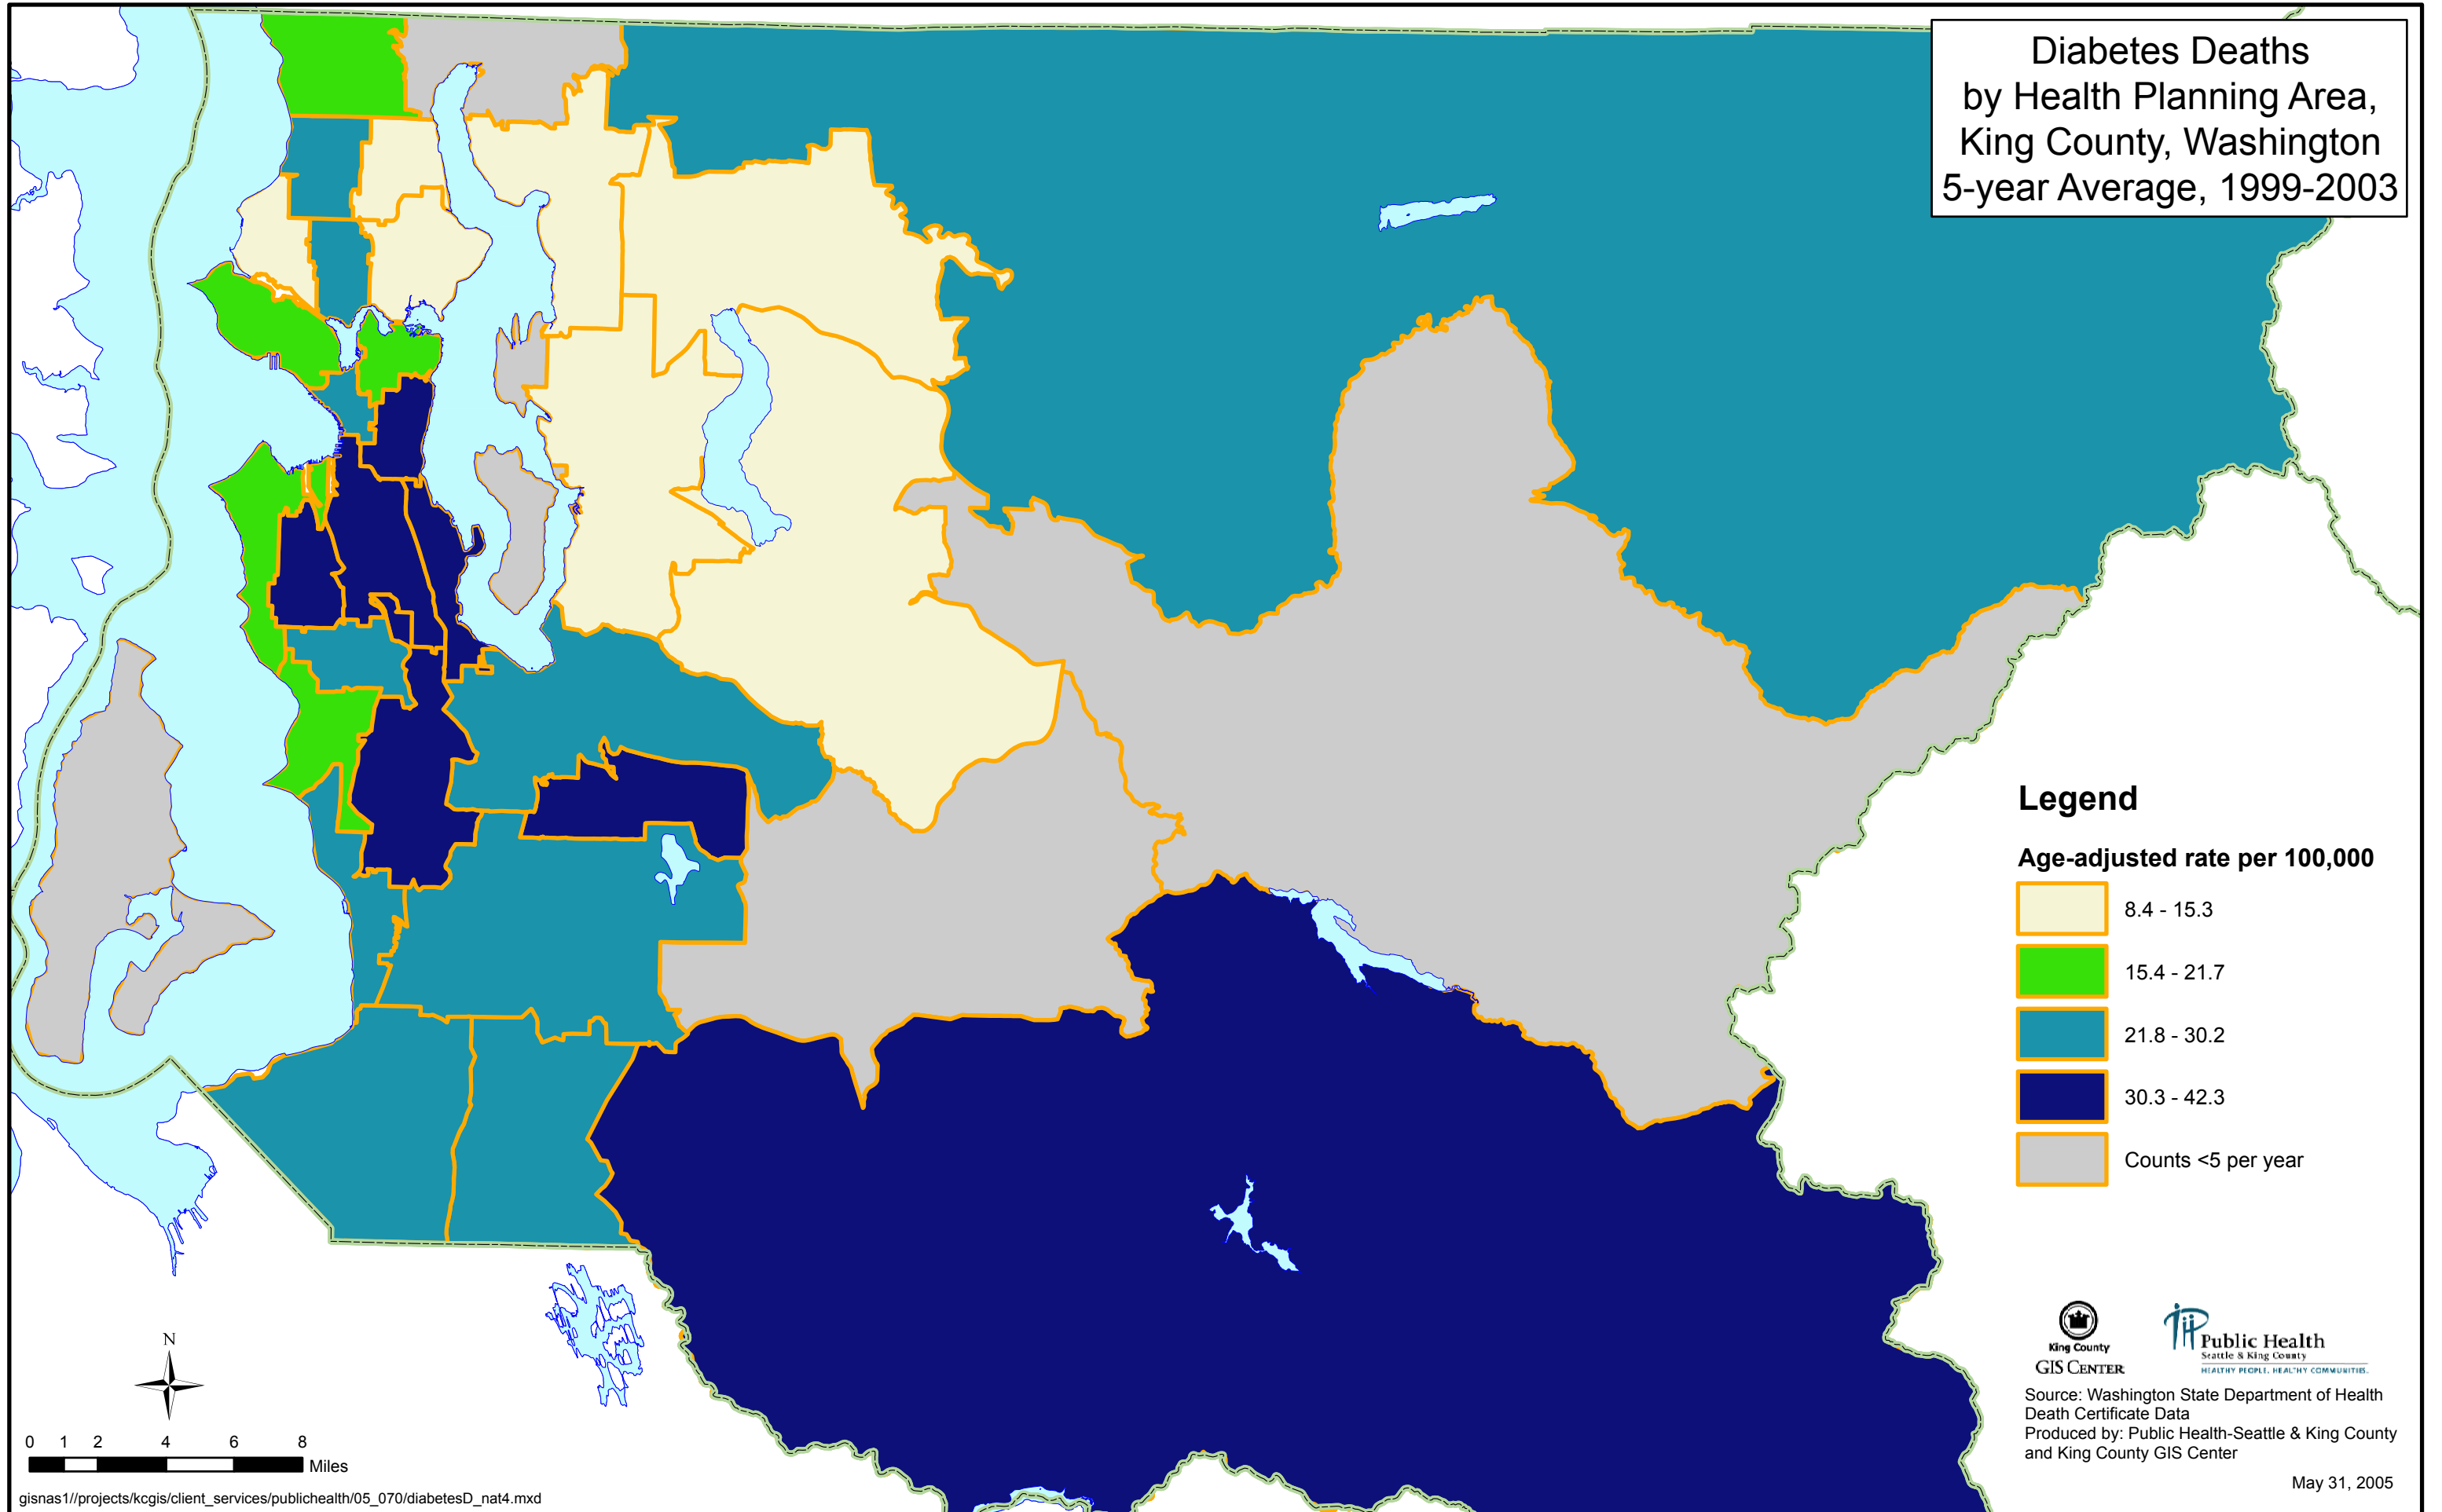 Diabetes Deaths
by Health Planning Area,
King County, Washington
5-year Average, 1999-2003
Legend
Age-adjusted rate per 100,000
8.4 - 15.3
15.4 - 21.7
21.8 - 30.2
30.3 - 42.3
Counts <5 per year
King County
GIS CENTER
Public Health
Seattle & King County
HEALTHY PEOPLE. HEALTHY COMMUNITIES.
Source: Washington State Department of Health
Death Certificate Data
Produced by: Public Health-Seattle & King County
and King County GIS Center
May 31, 2005
N
0 1 2 4 6 8
Miles
gisnas1//projects/kcgis/client_services/publichealth/05_070/diabetesD_nat4.mxd